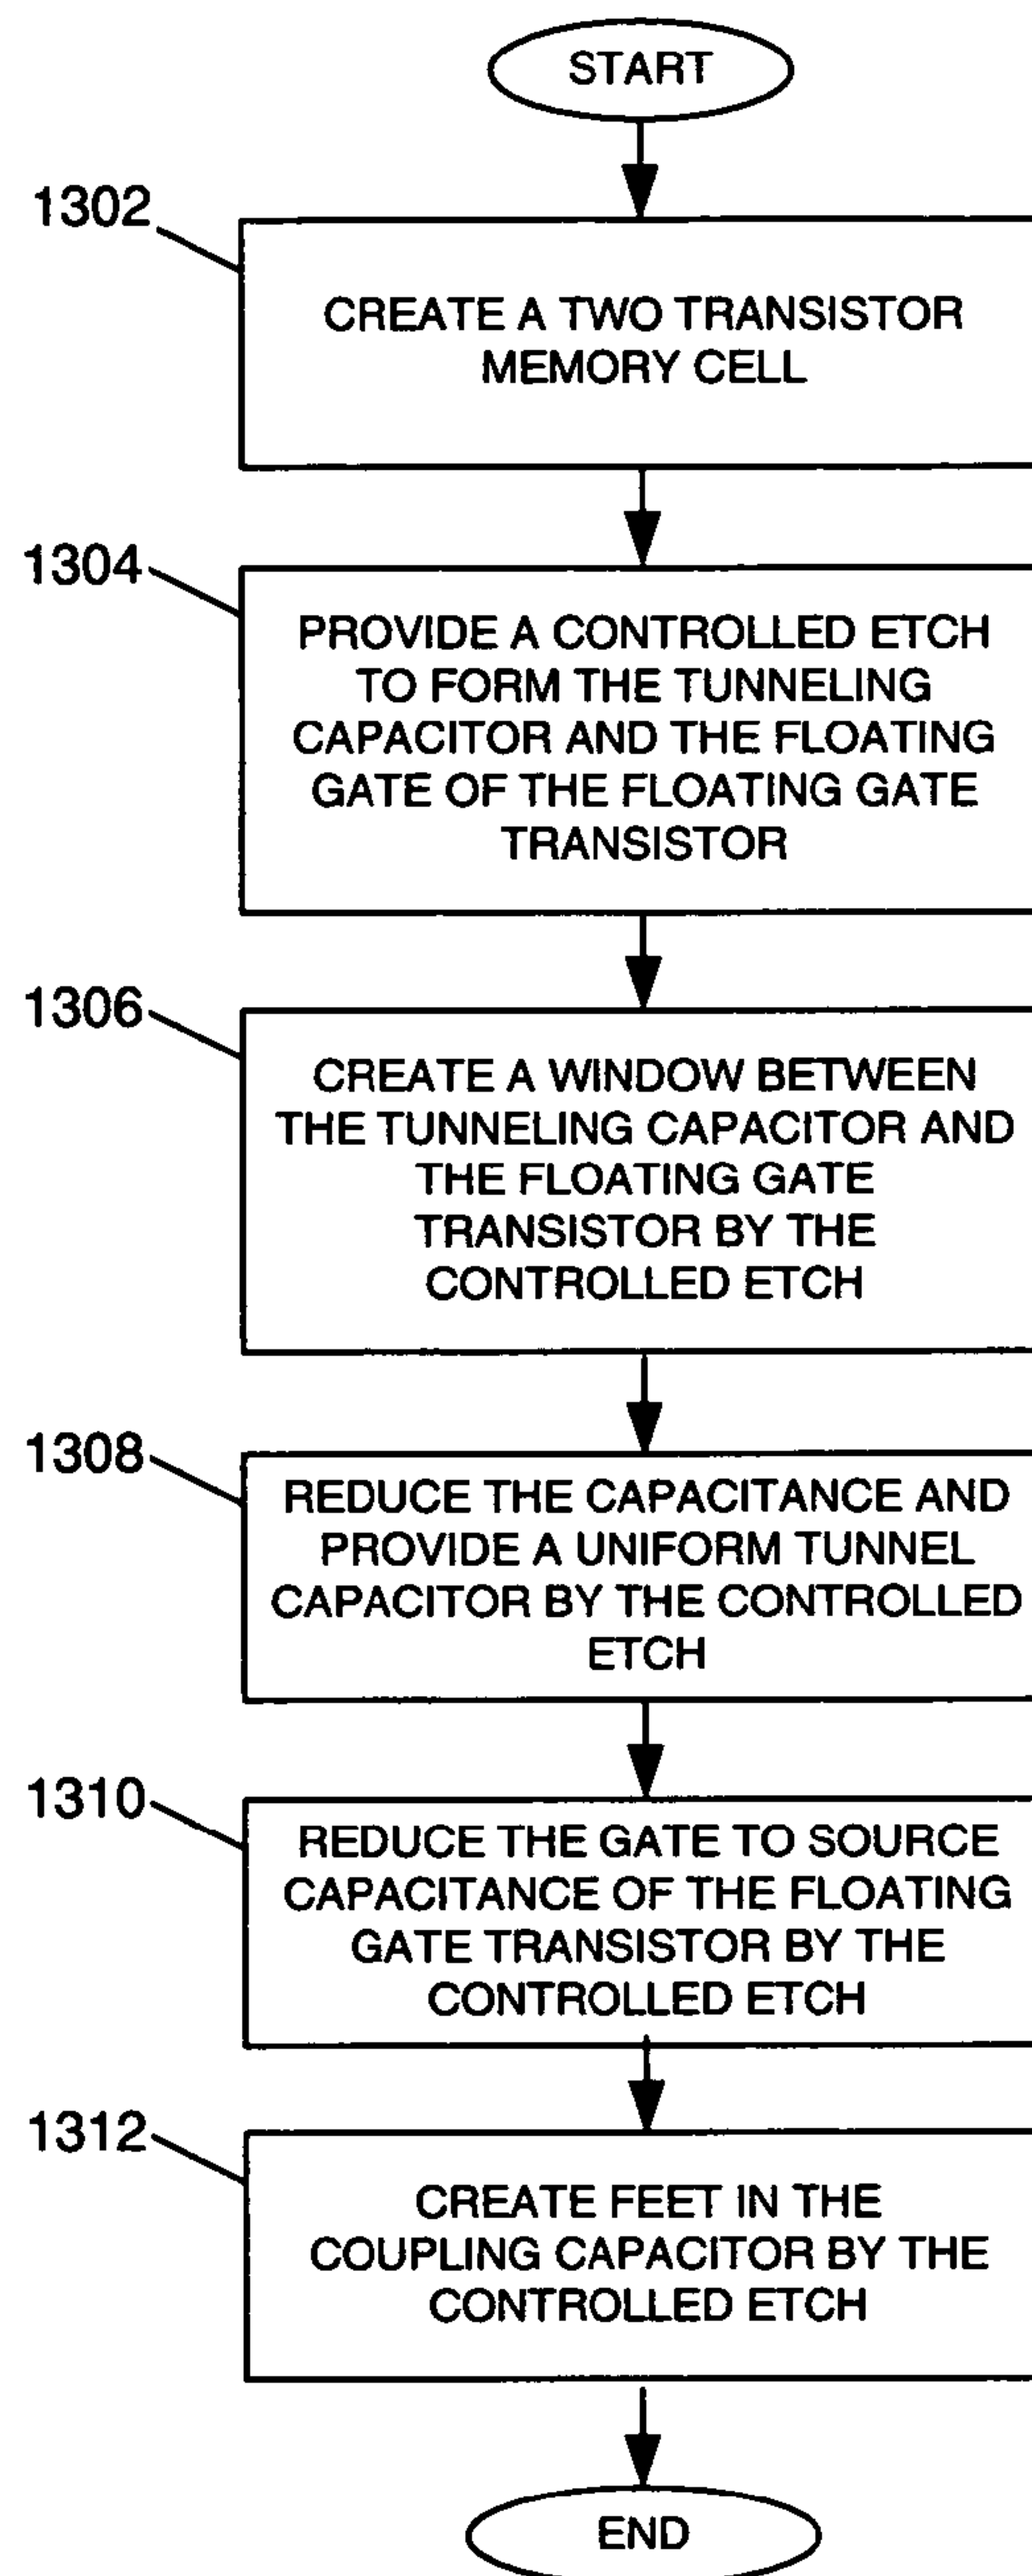 START
1302
CREATE A TWO TRANSISTOR
MEMORY CELL
1304
PROVIDE A CONTROLLED ETCH
TO FORM THE TUNNELING
CAPACITOR AND THE FLOATING
GATE OF THE FLOATING GATE
TRANSISTOR
1306
CREATE A WINDOW BETWEEN
THE TUNNELING CAPACITOR AND
THE FLOATING GATE
TRANSISTOR BY THE
CONTROLLED ETCH
1308
REDUCE THE CAPACITANCE AND
PROVIDE A UNIFORM TUNNEL
CAPACITOR BY THE CONTROLLED
ETCH
1310
REDUCE THE GATE TO SOURCE
CAPACITANCE OF THE FLOATING
GATE TRANSISTOR BY THE
CONTROLLED ETCH
1312
CREATE FEET IN THE
COUPLING CAPACITOR BY THE
CONTROLLED ETCH
END